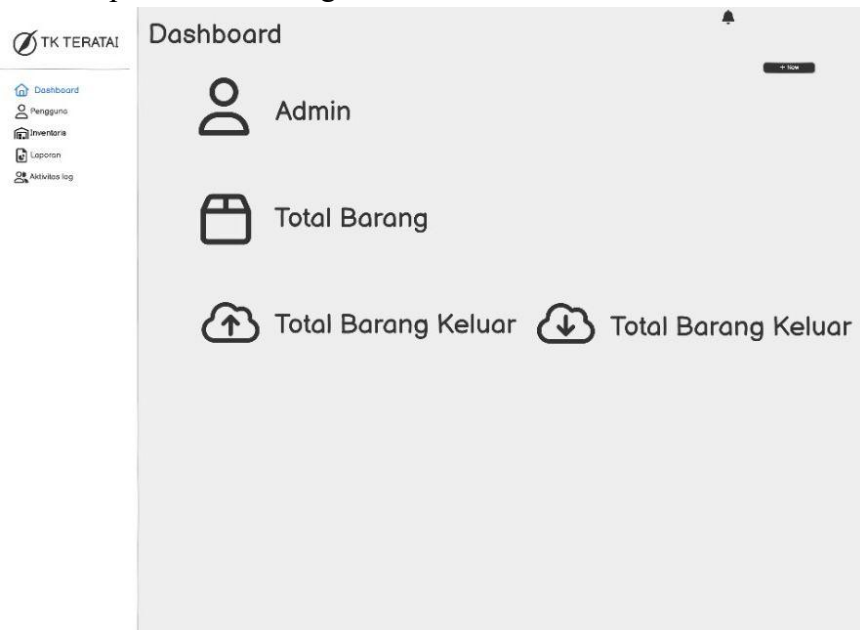 TK TERATAI
Dashboard
+ New
Dashboard
Pengguna
Inventaris
Laporan
Aktivitas log
Admin
Total Barang
Total Barang Keluar
Total Barang Keluar